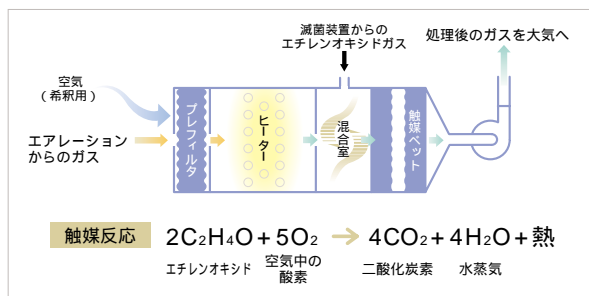 滅菌装置からの
エチレンオキシドガス
処理後のガスを大気へ
空気
（希釈用）
エアレーション
からのガス
プレフィルタ
ヒーター
混合室
触媒ベット
触媒反応
2C₂H₄O+5O₂→4CO₂+4H₂O+熱
エチレンオキシド
空気中の
酸素
二酸化炭素
水蒸気